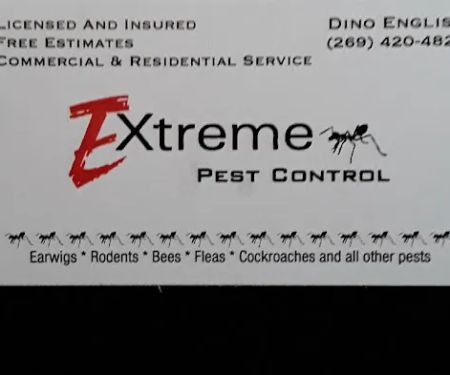 LICENSED AND INSURED
FREE ESTIMATES
COMMERCIAL & RESIDENTIAL SERVICE
DINO
(269) 420-482
EXtreme
PEST CONTROL
Earwigs * Rodents * Bees * Fleas * Cockroaches and all other pests